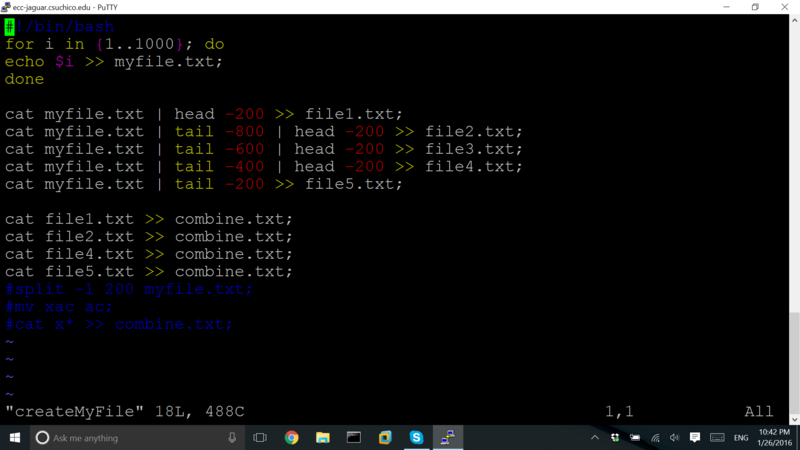 ecc-jaguar.csuchico.edu - PuTTY
#!/bin/bash
for i in {1..1000}; do
echo $i >> myfile.txt;
done
cat myfile.txt | head -200 >> file1.txt;
cat myfile.txt | tail -800 | head -200 >> file2.txt;
cat myfile.txt | tail -600 | head -200 >> file3.txt;
cat myfile.txt | tail -400 | head -200 >> file4.txt;
cat myfile.txt | tail -200 >> file5.txt;
cat file1.txt >> combine.txt;
cat file2.txt >> combine.txt;
cat file4.txt >> combine.txt;
cat file5.txt >> combine.txt;
#split -l 200 myfile.txt;
#mv xac ac;
#cat x* >> combine.txt;
~
~
~
~
"createMyFile" 18L, 488C 1,1 All
Ask me anything
ENG
10:42 PM
1/26/2016